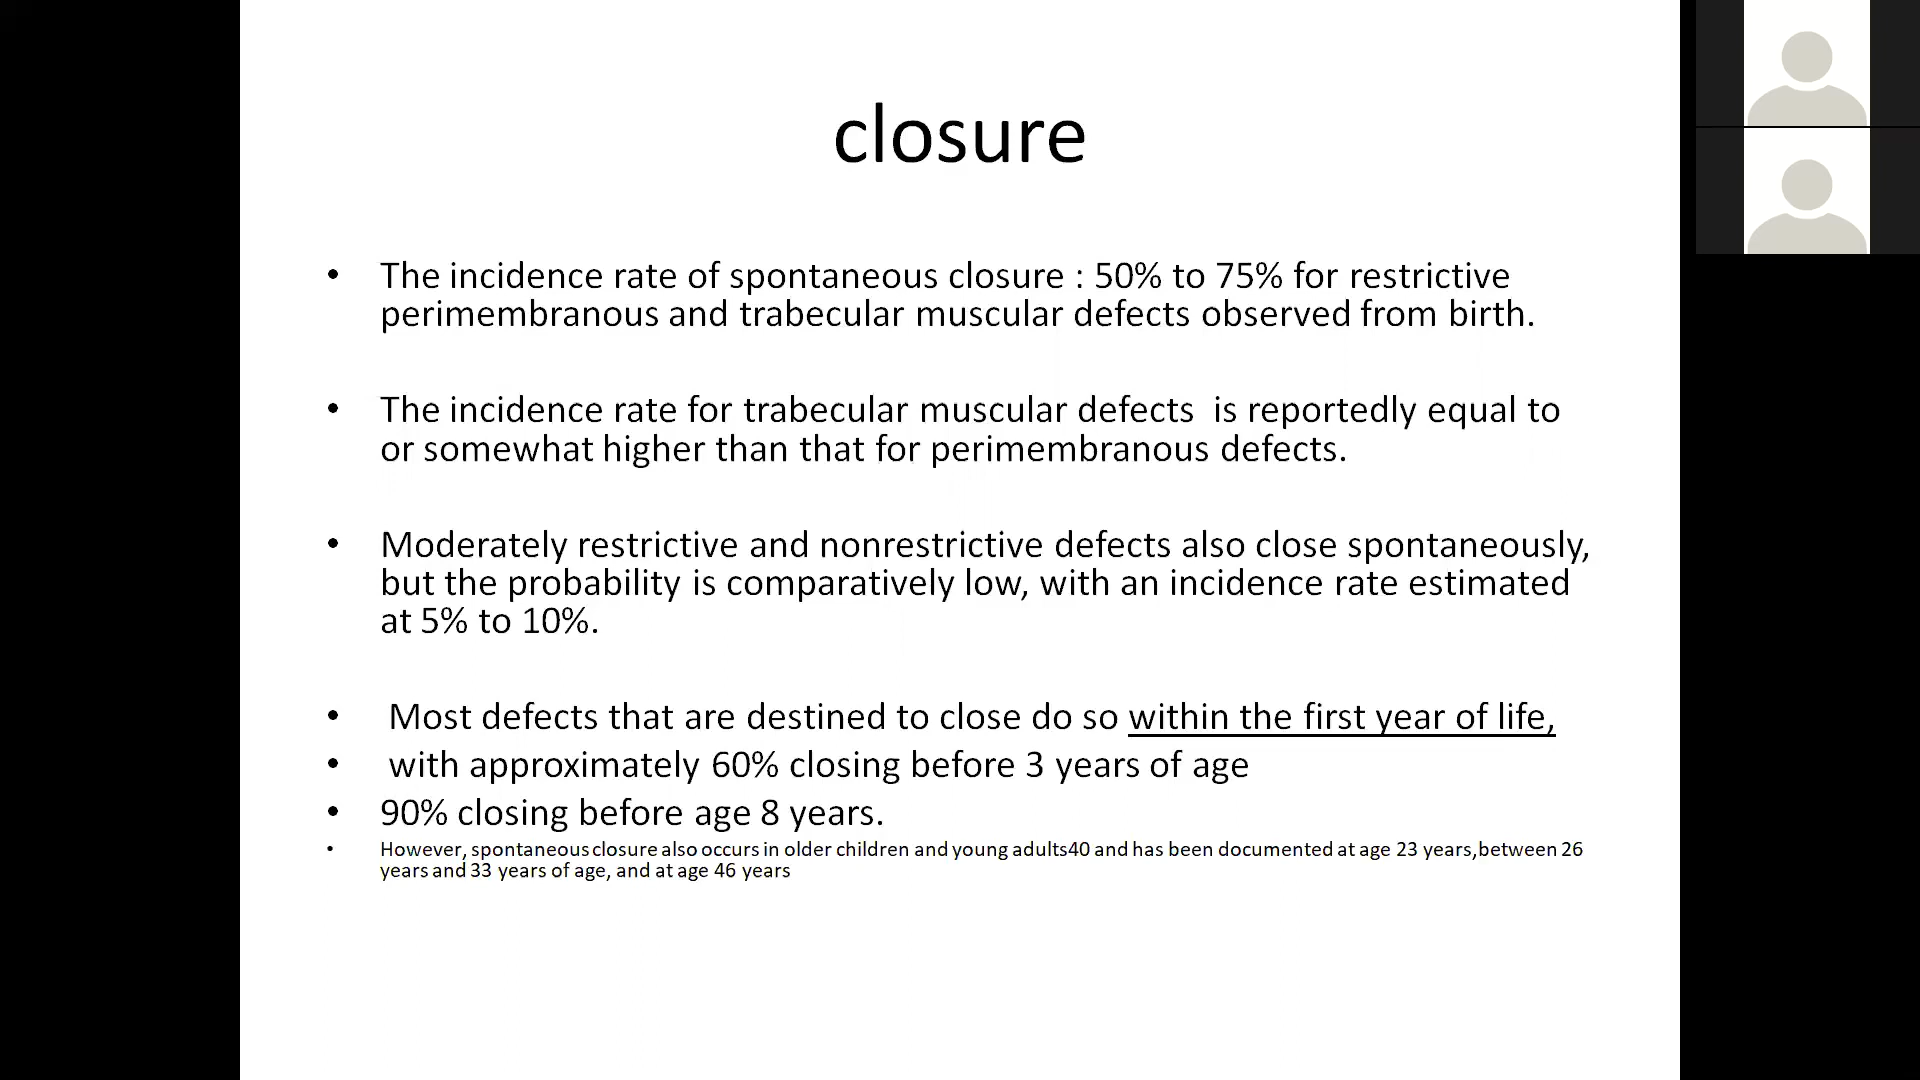 closure
• The incidence rate of spontaneous closure : 50% to 75% for restrictive
perimembranous and trabecular muscular defects observed from birth.
• The incidence rate for trabecular muscular defects is reportedly equal to
or somewhat higher than that for perimembranous defects.
• Moderately restrictive and nonrestrictive defects also close spontaneously,
but the probability is comparatively low, with an incidence rate estimated
at 5% to 10%.
• Most defects that are destined to close do so within the first year of life,
• with approximately 60% closing before 3 years of age
• 90% closing before age 8 years.
• However, spontaneous closure also occurs in older children and young adults40 and has been documented at age 23 years,between 26
years and 33 years of age, and at age 46 years